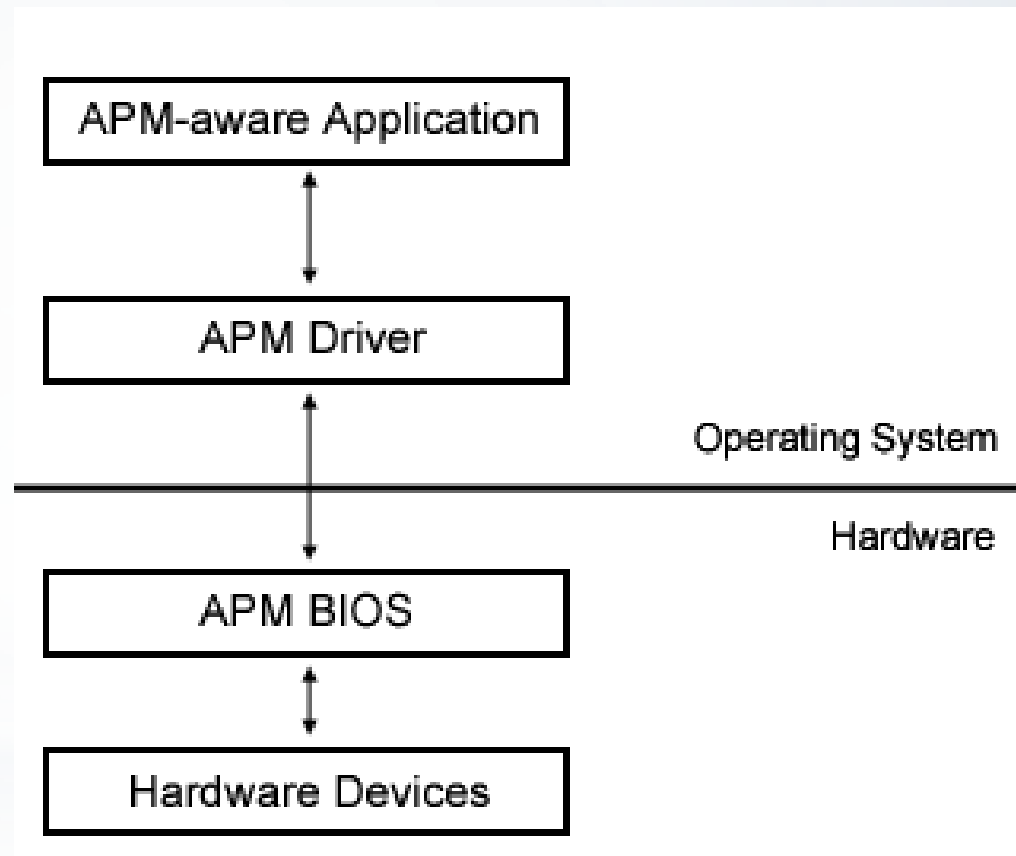 APM-aware Application
APM Driver
Operating System
Hardware
APM BIOS
Hardware Devices